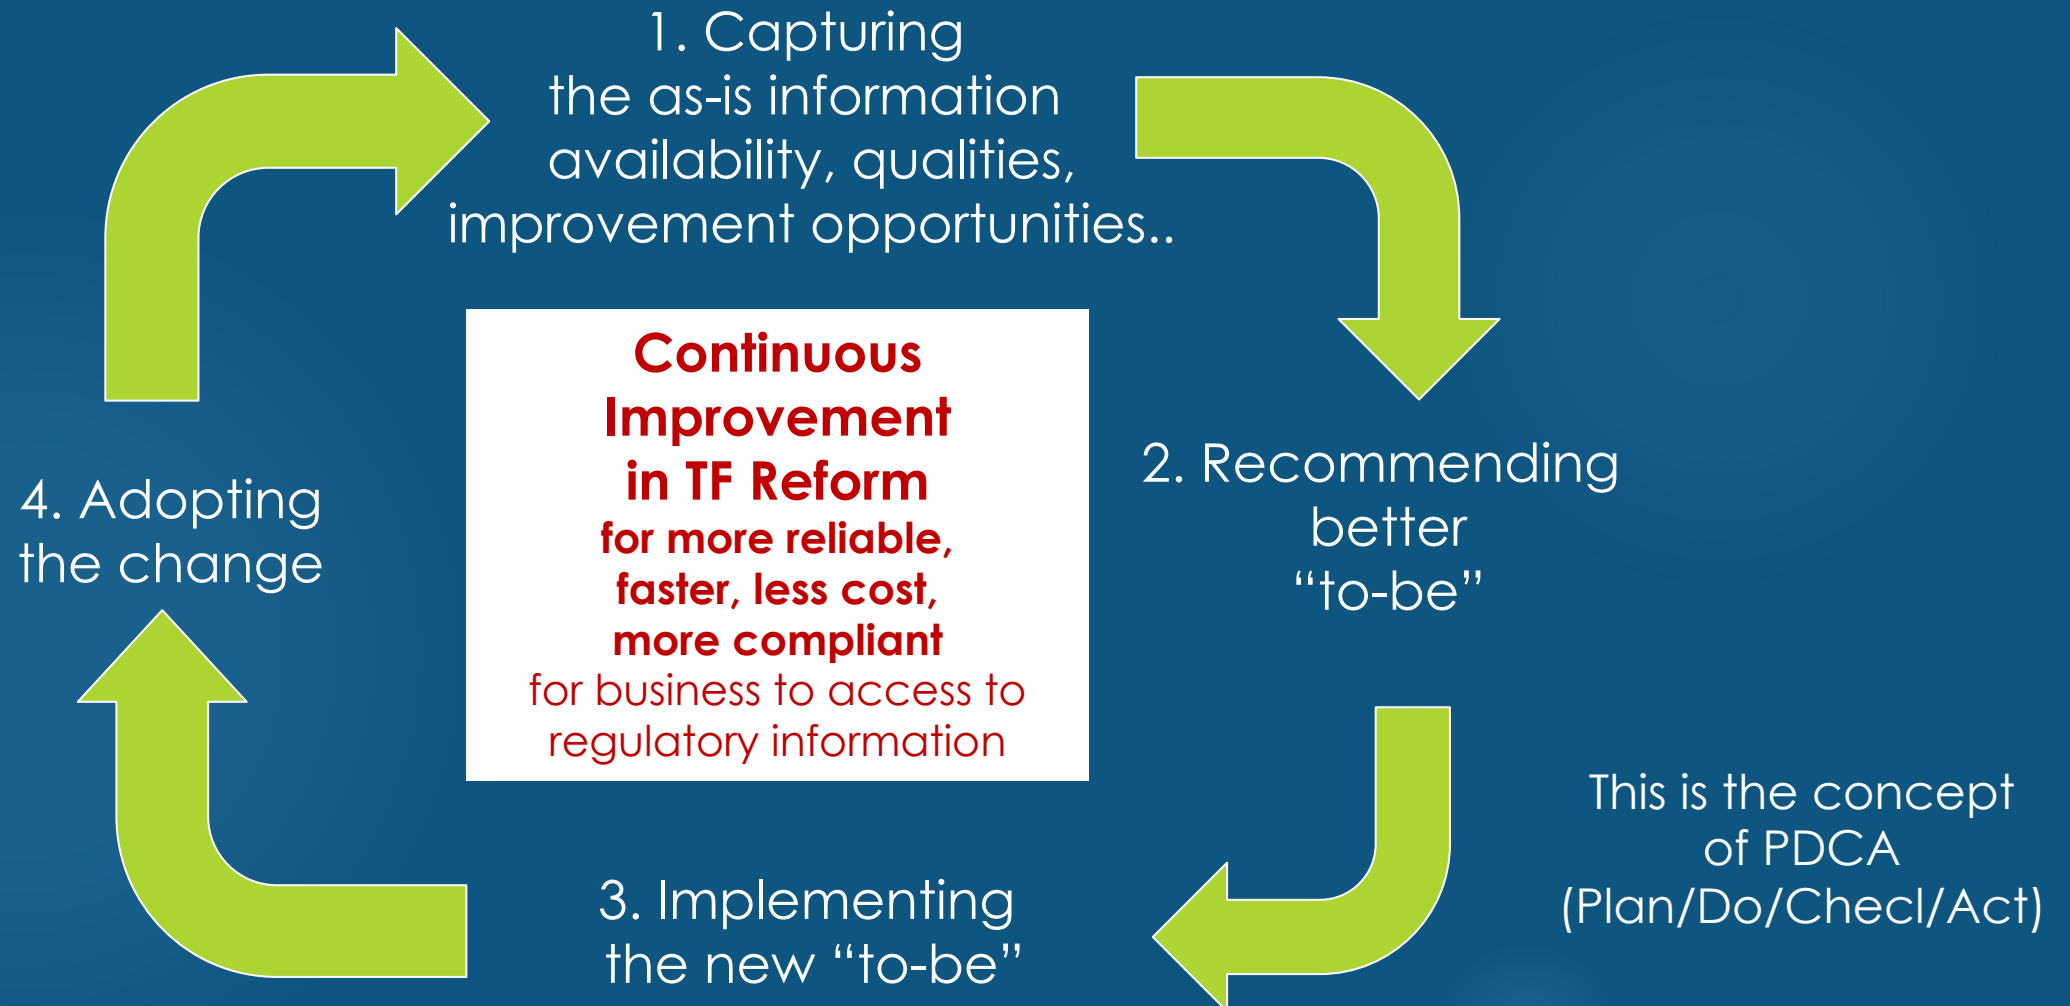 1. Capturing
the as-is information
availability, qualities,
improvement opportunities..
Continuous
Improvement
in TF Reform
for more reliable,
faster, less cost,
more compliant
for business to access to
regulatory information
2. Recommending
better
“to-be”
4. Adopting
the change
3. Implementing
the new “to-be”
This is the concept
of PDCA
(Plan/Do/Checl/Act)